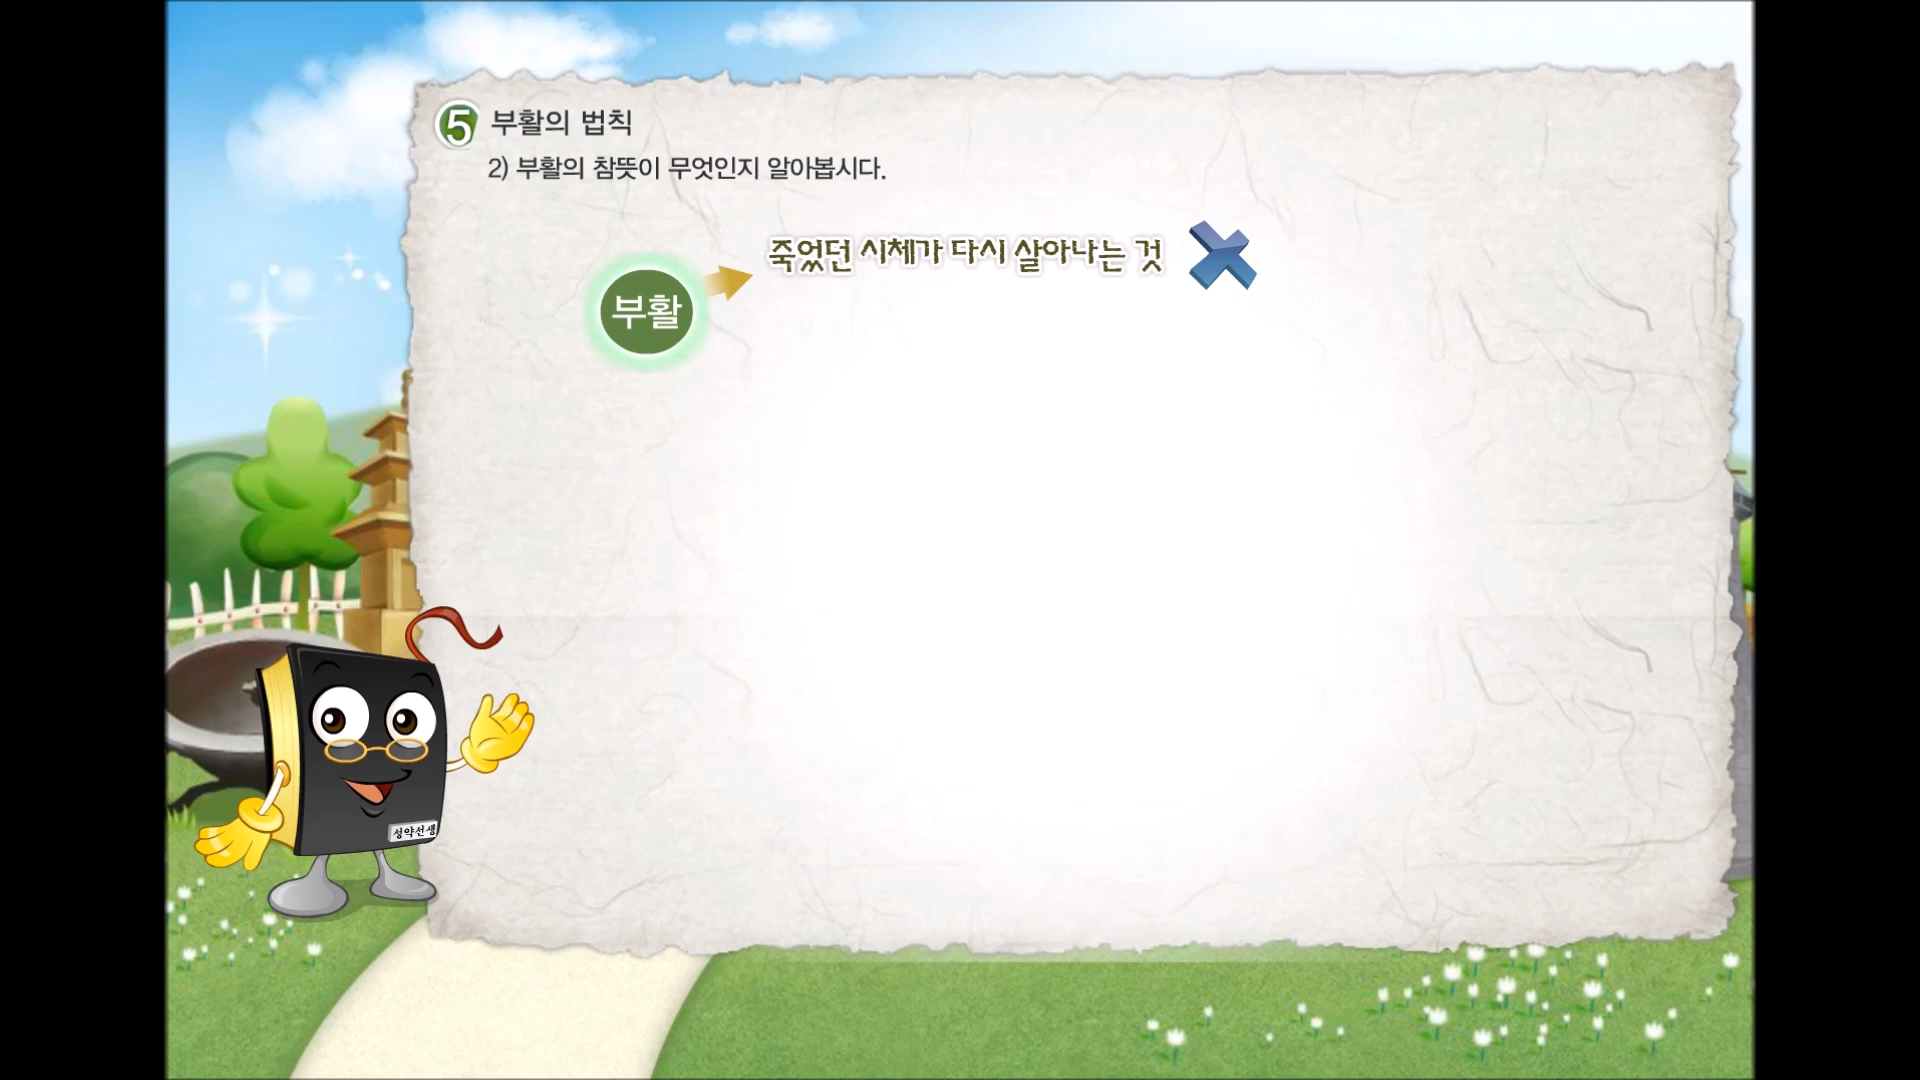 5 부활의 법칙
2) 부활의 참뜻이 무엇인지 알아봅시다.
죽었던 시체가 다시 살아나는 것
부활
성약선생